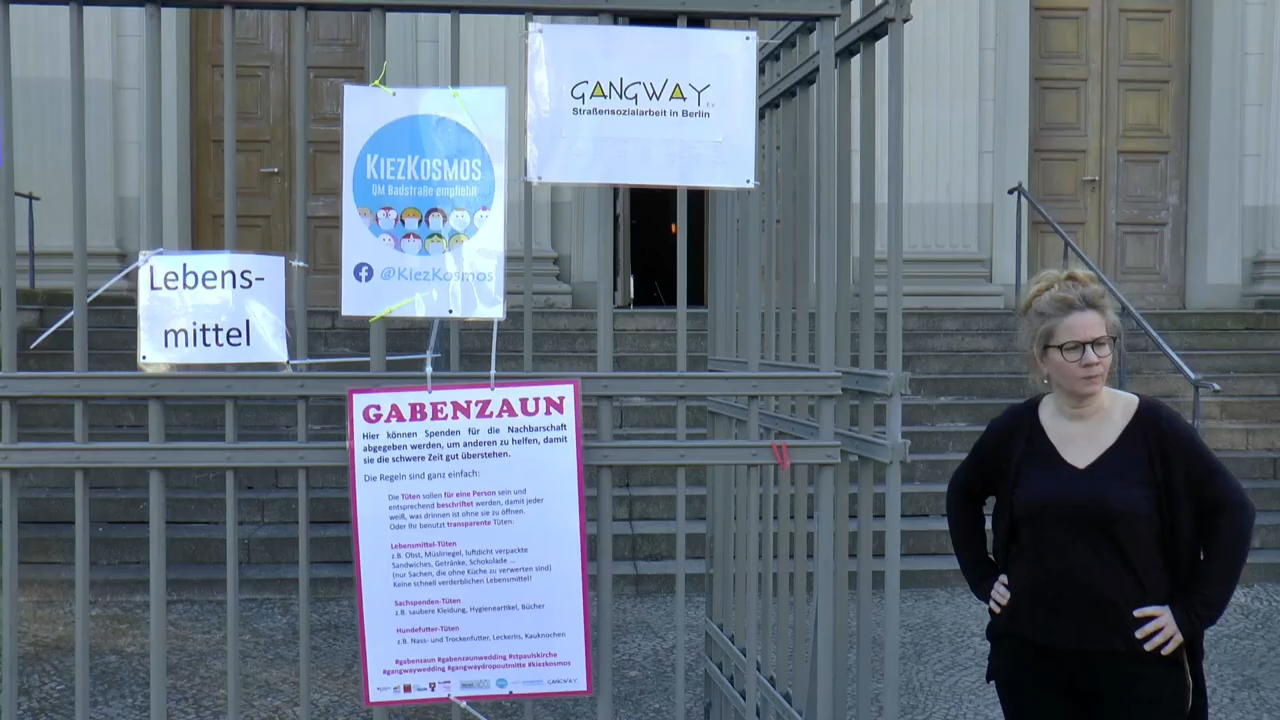 GANGWAY e.V.
Straßensozialarbeit in Berlin
KIEZKOSMOS
QM Badstraße empfiehlt
@KiezKosmos
Lebens-
mittel
GABENZAUN
Hier können Spenden für die Nachbarschaft
abgegeben werden, um anderen zu helfen, damit
sie die schwere Zeit gut überstehen.
Die Regeln sind ganz einfach:
Die Tüten sollen für eine Person sein und
entsprechend beschriftet werden, damit jeder
weiß, was drinnen ist ohne sie zu öffnen.
Oder ihr benutzt transparente Tüten:
Lebensmittel-Tüten
z.B. Obst, Müsliriegel, luftdicht verpackte
Sandwiches, Getränke, Schokolade ...
(nur Sachen, die ohne Küche zu verwerten sind)
Keine schnell verderblichen Lebensmittel!
Sachspenden-Tüten
z.B. saubere Kleidung, Hygieneartikel, Bücher
Hundefutter-Tüten
z.B. Nass- und Trockenfutter, Leckerlis, Kauknochen
#gabenzaun #gabenzaunwedding #stpaulskirche
#gangwaywedding #gangwaydropoutmitte #kiezkosmos
GANGWAY